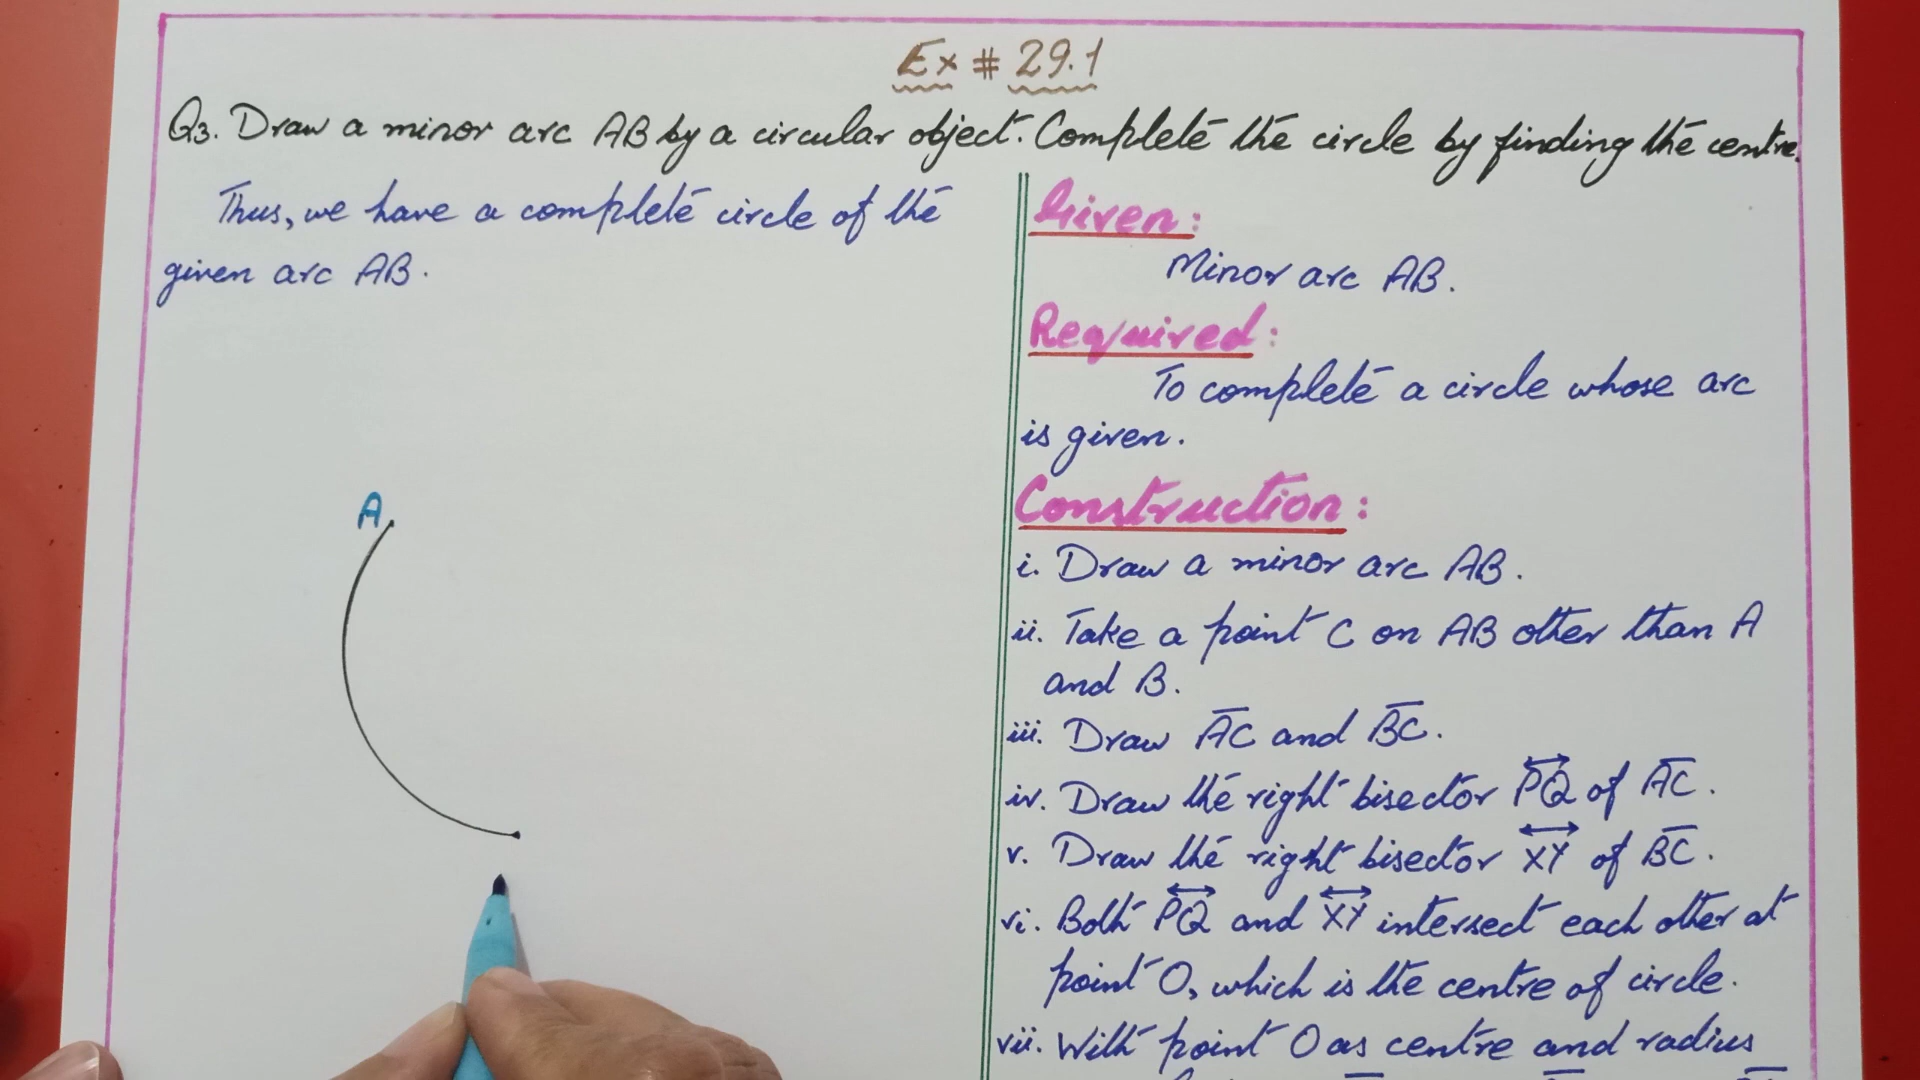 Ex # 29.1
Q3. Draw a minor arc AB by a circular object. Complete the circle by finding the centre.
Thus, we have a complete circle of the
given arc AB.
A
Given:
Minor arc AB.
Required:
To complete a circle whose arc
is given.
Construction:
i. Draw a minor arc AB.
ii. Take a point C on AB other than A
and B.
iii. Draw A̅C̅ and B̅C̅.
iv. Draw the right bisector PQ of A̅C̅.
v. Draw the right bisector XY of B̅C̅.
vi. Both PQ and XY intersect each other at
point O, which is the centre of circle.
vii. With point O as centre and radius